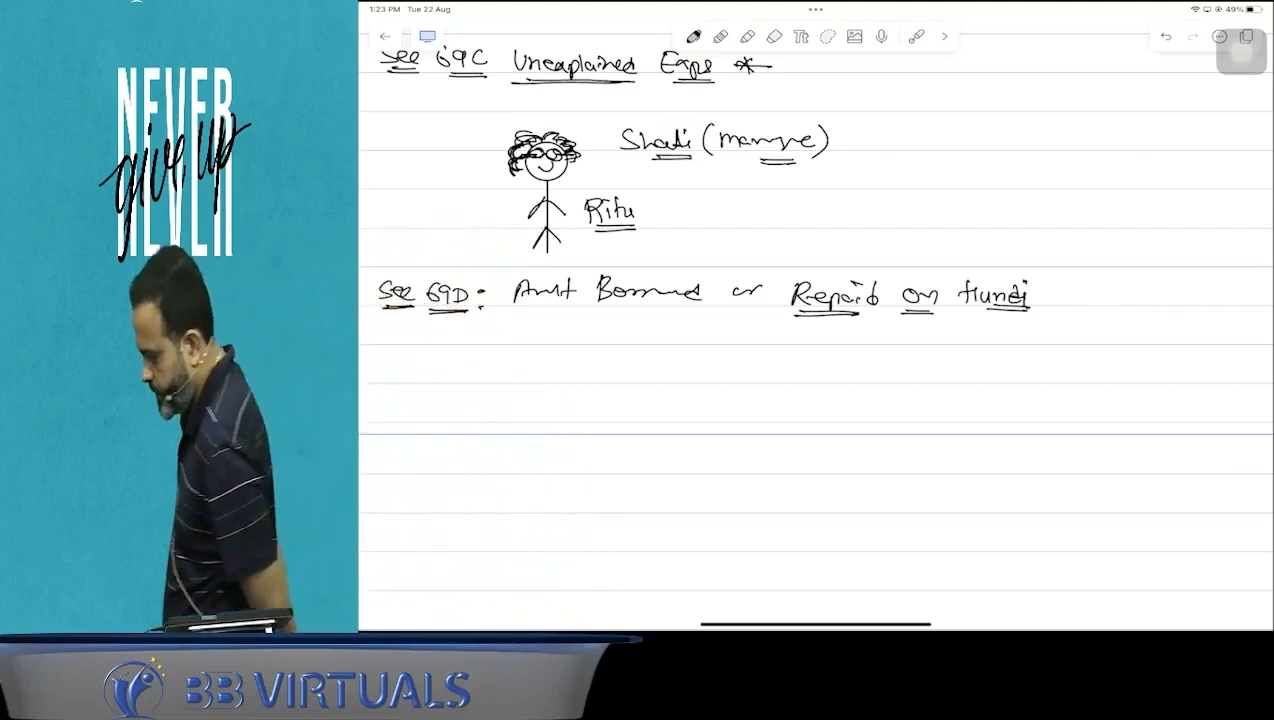 1:23 PM Tue 22 Aug
49%
NEVER
give up
NEVER
Sec 69C Unexplained Exps *
Shadi (marriage)
Ritu
Sec 69D: Amt Borrowed or Repaid on Hundi
BB VIRTUALS